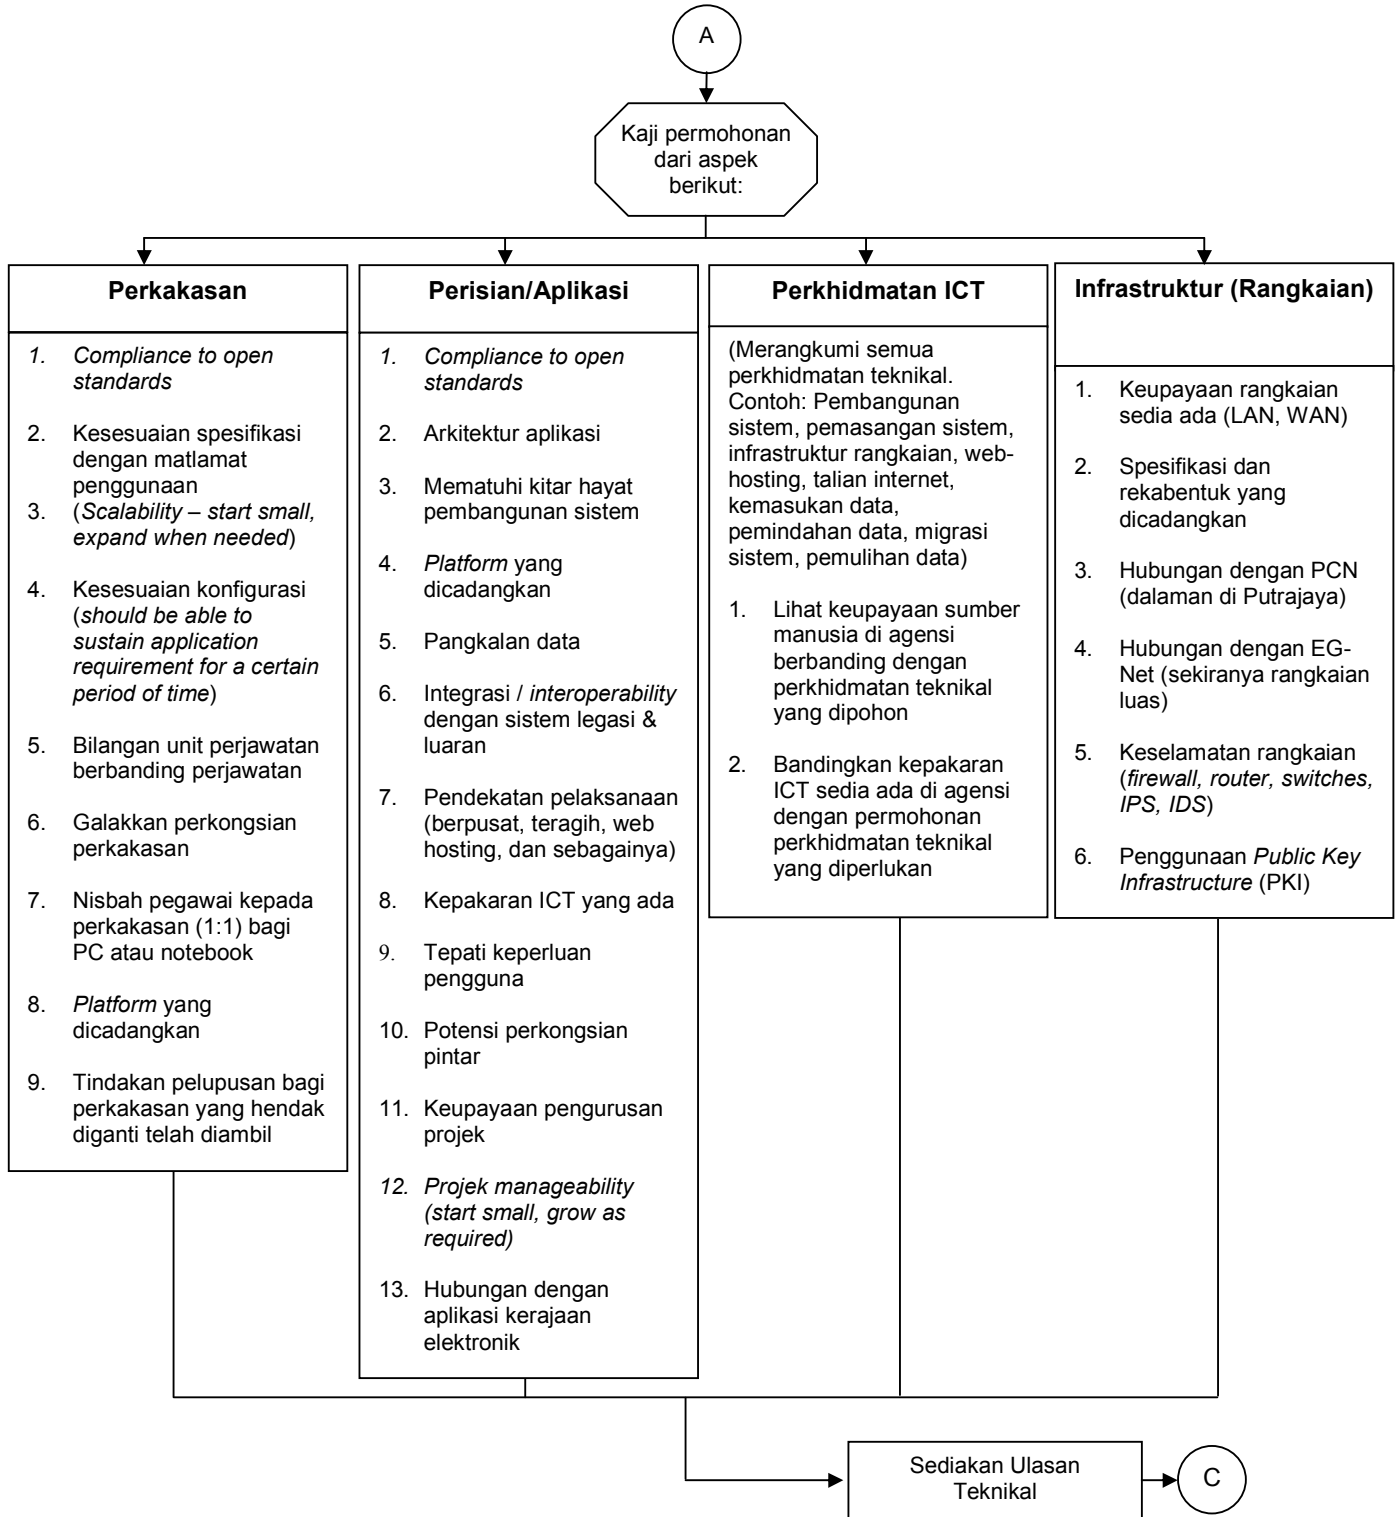 A
Kaji permohonan
dari aspek
berikut:
Perkakasan
1. Compliance to open
standards
2. Kesesuaian spesifikasi
dengan matlamat
penggunaan
3. (Scalability – start small,
expand when needed)
4. Kesesuaian konfigurasi
(should be able to
sustain application
requirement for a certain
period of time)
5. Bilangan unit perjawatan
berbanding perjawatan
6. Galakkan perkongsian
perkakasan
7. Nisbah pegawai kepada
perkakasan (1:1) bagi
PC atau notebook
8. Platform yang
dicadangkan
9. Tindakan pelupusan bagi
perkakasan yang hendak
diganti telah diambil
Perisian/Aplikasi
1. Compliance to open
standards
2. Arkitektur aplikasi
3. Mematuhi kitar hayat
pembangunan sistem
4. Platform yang
dicadangkan
5. Pangkalan data
6. Integrasi / interoperability
dengan sistem legasi &
luaran
7. Pendekatan pelaksanaan
(berpusat, teragih, web
hosting, dan sebagainya)
8. Kepakaran ICT yang ada
9. Tepati keperluan
pengguna
10. Potensi perkongsian
pintar
11. Keupayaan pengurusan
projek
12. Projek manageability
(start small, grow as
required)
13. Hubungan dengan
aplikasi kerajaan
elektronik
Perkhidmatan ICT
(Merangkumi semua
perkhidmatan teknikal.
Contoh: Pembangunan
sistem, pemasangan sistem,
infrastruktur rangkaian, web-
hosting, talian internet,
kemasukan data,
pemindahan data, migrasi
sistem, pemulihan data)
1. Lihat keupayaan sumber
manusia di agensi
berbanding dengan
perkhidmatan teknikal
yang dipohon
2. Bandingkan kepakaran
ICT sedia ada di agensi
dengan permohonan
perkhidmatan teknikal
yang diperlukan
Infrastruktur (Rangkaian)
1. Keupayaan rangkaian
sedia ada (LAN, WAN)
2. Spesifikasi dan
rekabentuk yang
dicadangkan
3. Hubungan dengan PCN
(dalaman di Putrajaya)
4. Hubungan dengan EG-
Net (sekiranya rangkaian
luas)
5. Keselamatan rangkaian
(firewall, router, switches,
IPS, IDS)
6. Penggunaan Public Key
Infrastructure (PKI)
Sediakan Ulasan
Teknikal
C